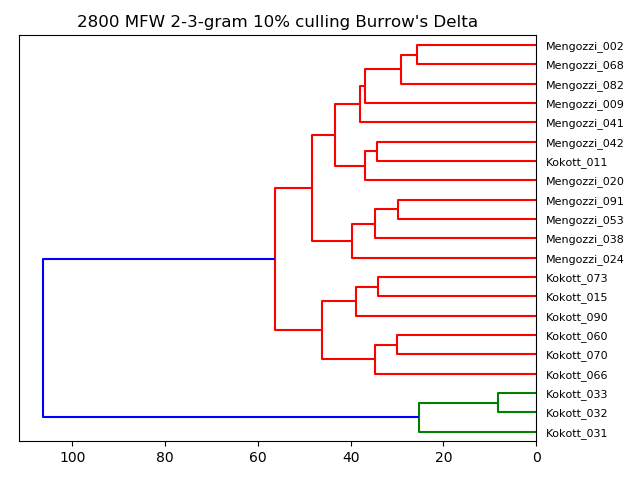 2800 MFW 2-3-gram 10% culling Burrow's Delta
Mengozzi_002
Mengozzi_068
Mengozzi_082
Mengozzi_009
Mengozzi_041
Mengozzi_042
Kokott_011
Mengozzi_020
Mengozzi_091
Mengozzi_053
Mengozzi_038
Mengozzi_024
Kokott_073
Kokott_015
Kokott_090
Kokott_060
Kokott_070
Kokott_066
Kokott_033
Kokott_032
Kokott_031
100 80 60 40 20 0